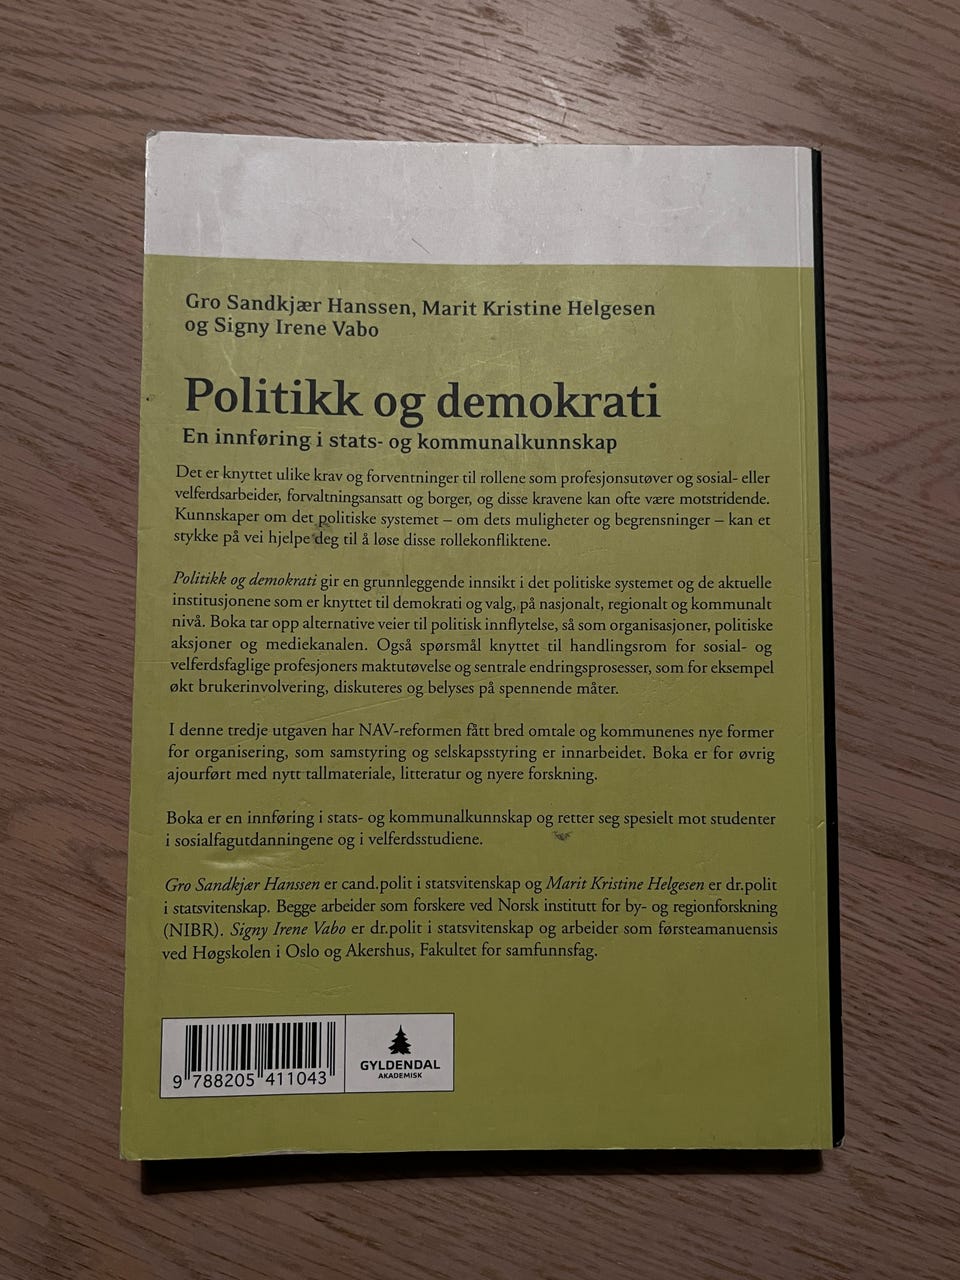 Gro Sandkjær Hanssen, Marit Kristine Helgesen
og Signy Irene Vabo
Politikk og demokrati
En innføring i stats- og kommunalkunnskap
Det er knyttet ulike krav og forventninger til rollene som profesjonsutøver og sosial- eller
velferdsarbeider, forvaltningsansatt og borger, og disse kravene kan ofte være motstridende.
Kunnskaper om det politiske systemet – om dets muligheter og begrensninger – kan et
stykke på vei hjelpe deg til å løse disse rollekonfliktene.
Politikk og demokrati gir en grunnleggende innsikt i det politiske systemet og de aktuelle
institusjonene som er knyttet til demokrati og valg, på nasjonalt, regionalt og kommunalt
nivå. Boka tar opp alternative veier til politisk innflytelse, så som organisasjoner, politiske
aksjoner og mediekanalen. Også spørsmål knyttet til handlingsrom for sosial- og
velferdsfaglige profesjoners maktutøvelse og sentrale endringsprosesser, som for eksempel
økt brukerinvolvering, diskuteres og belyses på spennende måter.
I denne tredje utgaven har NAV-reformen fått bred omtale og kommunenes nye former
for organisering, som samstyring og selskapsstyring er innarbeidet. Boka er for øvrig
ajourført med nytt tallmateriale, litteratur og nyere forskning.
Boka er en innføring i stats- og kommunalkunnskap og retter seg spesielt mot studenter
i sosialfagutdanningene og i velferdsstudiene.
Gro Sandkjær Hanssen er cand.polit i statsvitenskap og Marit Kristine Helgesen er dr.polit
i statsvitenskap. Begge arbeider som forskere ved Norsk institutt for by- og regionforskning
(NIBR). Signy Irene Vabo er dr.polit i statsvitenskap og arbeider som førsteamanuensis
ved Høgskolen i Oslo og Akershus, Fakultet for samfunnsfag.
9 788205 411043
GYLDENDAL
AKADEMISK